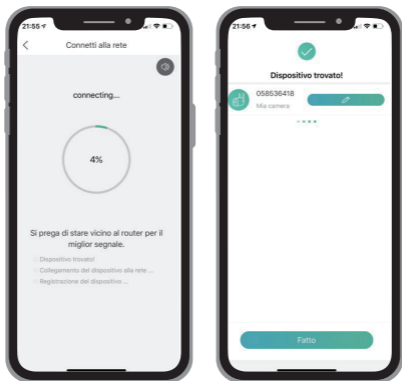 21:55
Connetti alla rete
connecting...
4%
Si prega di stare vicino al router per il
miglior segnale.
Dispositivo trovato!
Collegamento del dispositivo alla rete ...
Registrazione del dispositivo ...
21:56
Dispositivo trovato!
058536418
Mia camera
Fatto